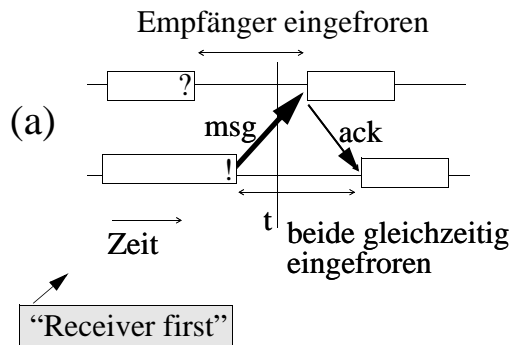 Empfänger eingefroren
?
(a)
msg
ack
!
t
Zeit
beide gleichzeitig
eingefroren
“Receiver first”